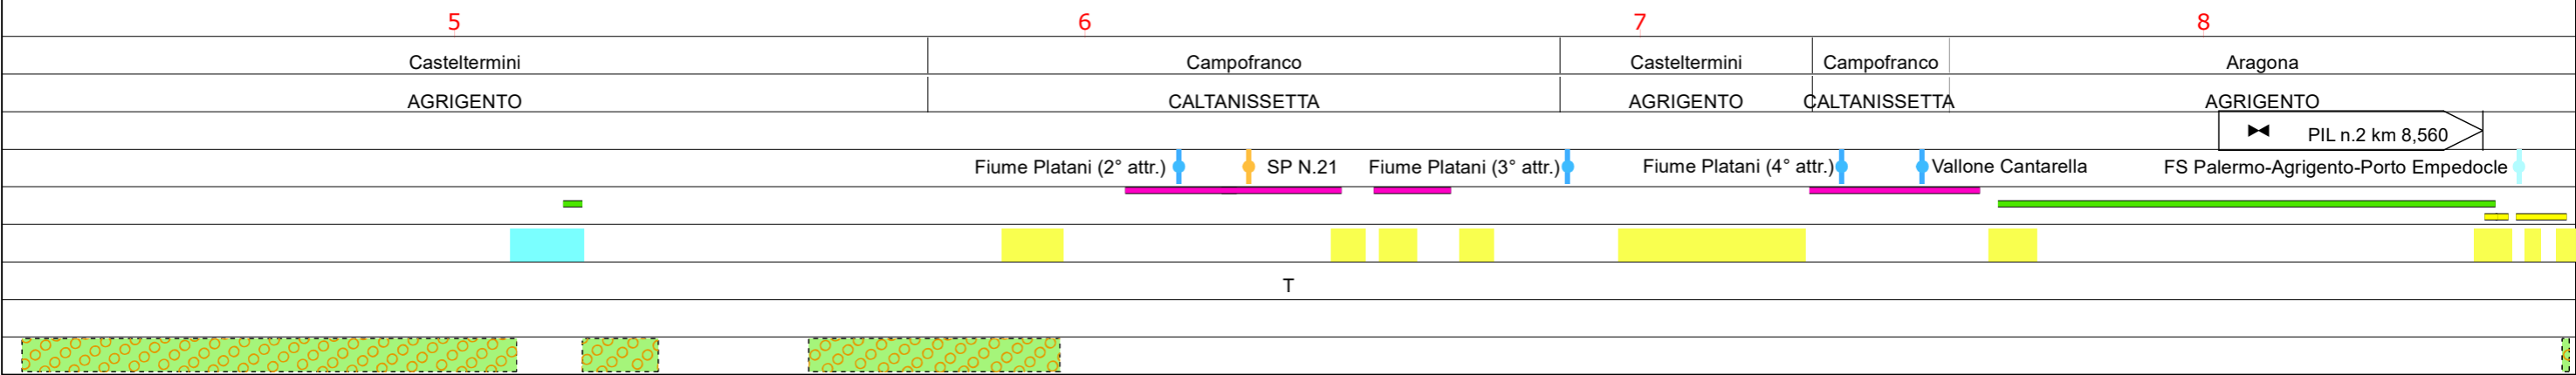 5 6 7 8
Casteltermini Campofranco Casteltermini Campofranco Aragona
AGRIGENTO CALTANISSETTA AGRIGENTO CALTANISSETTA AGRIGENTO
PIL n.2 km 8,560
Fiume Platani (2° attr.) SP N.21 Fiume Platani (3° attr.) Fiume Platani (4° attr.) Vallone Cantarella FS Palermo-Agrigento-Porto Empedocle
T